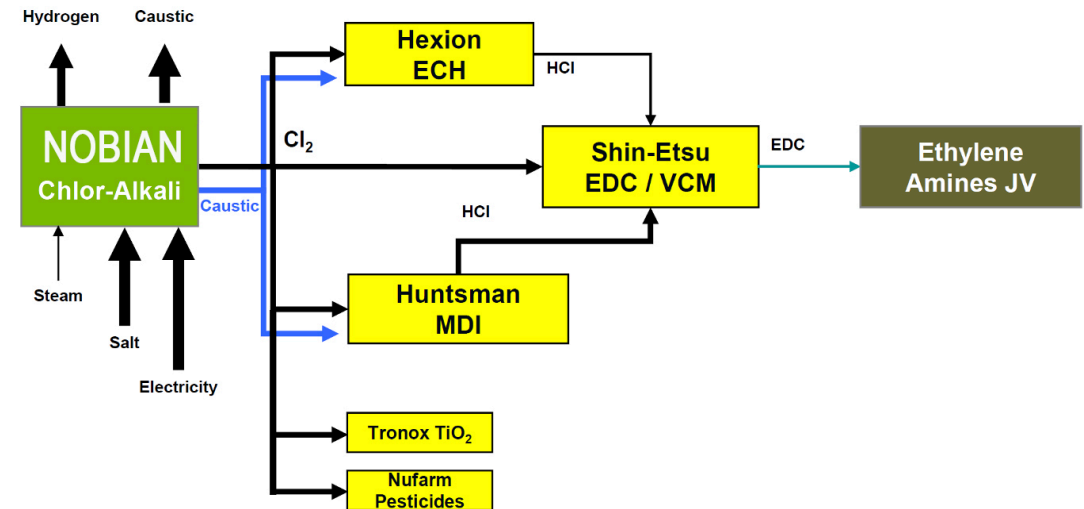 Hydrogen
Caustic
Hexion
ECH
HCl
NOBIAN
Chlor-Alkali
Cl₂
Caustic
Shin-Etsu
EDC / VCM
EDC
Ethylene
Amines JV
HCl
Steam
Salt
Electricity
Huntsman
MDI
Tronox TiO₂
Nufarm
Pesticides